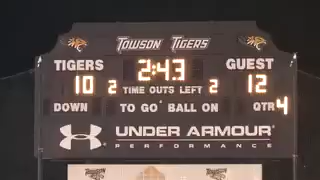 TOWSON TIGERS
TIGERS 2:43 GUEST
10 2 TIME OUTS LEFT 2 12
DOWN TO GO BALL ON QTR 4
UNDER ARMOUR
PERFORMANCE